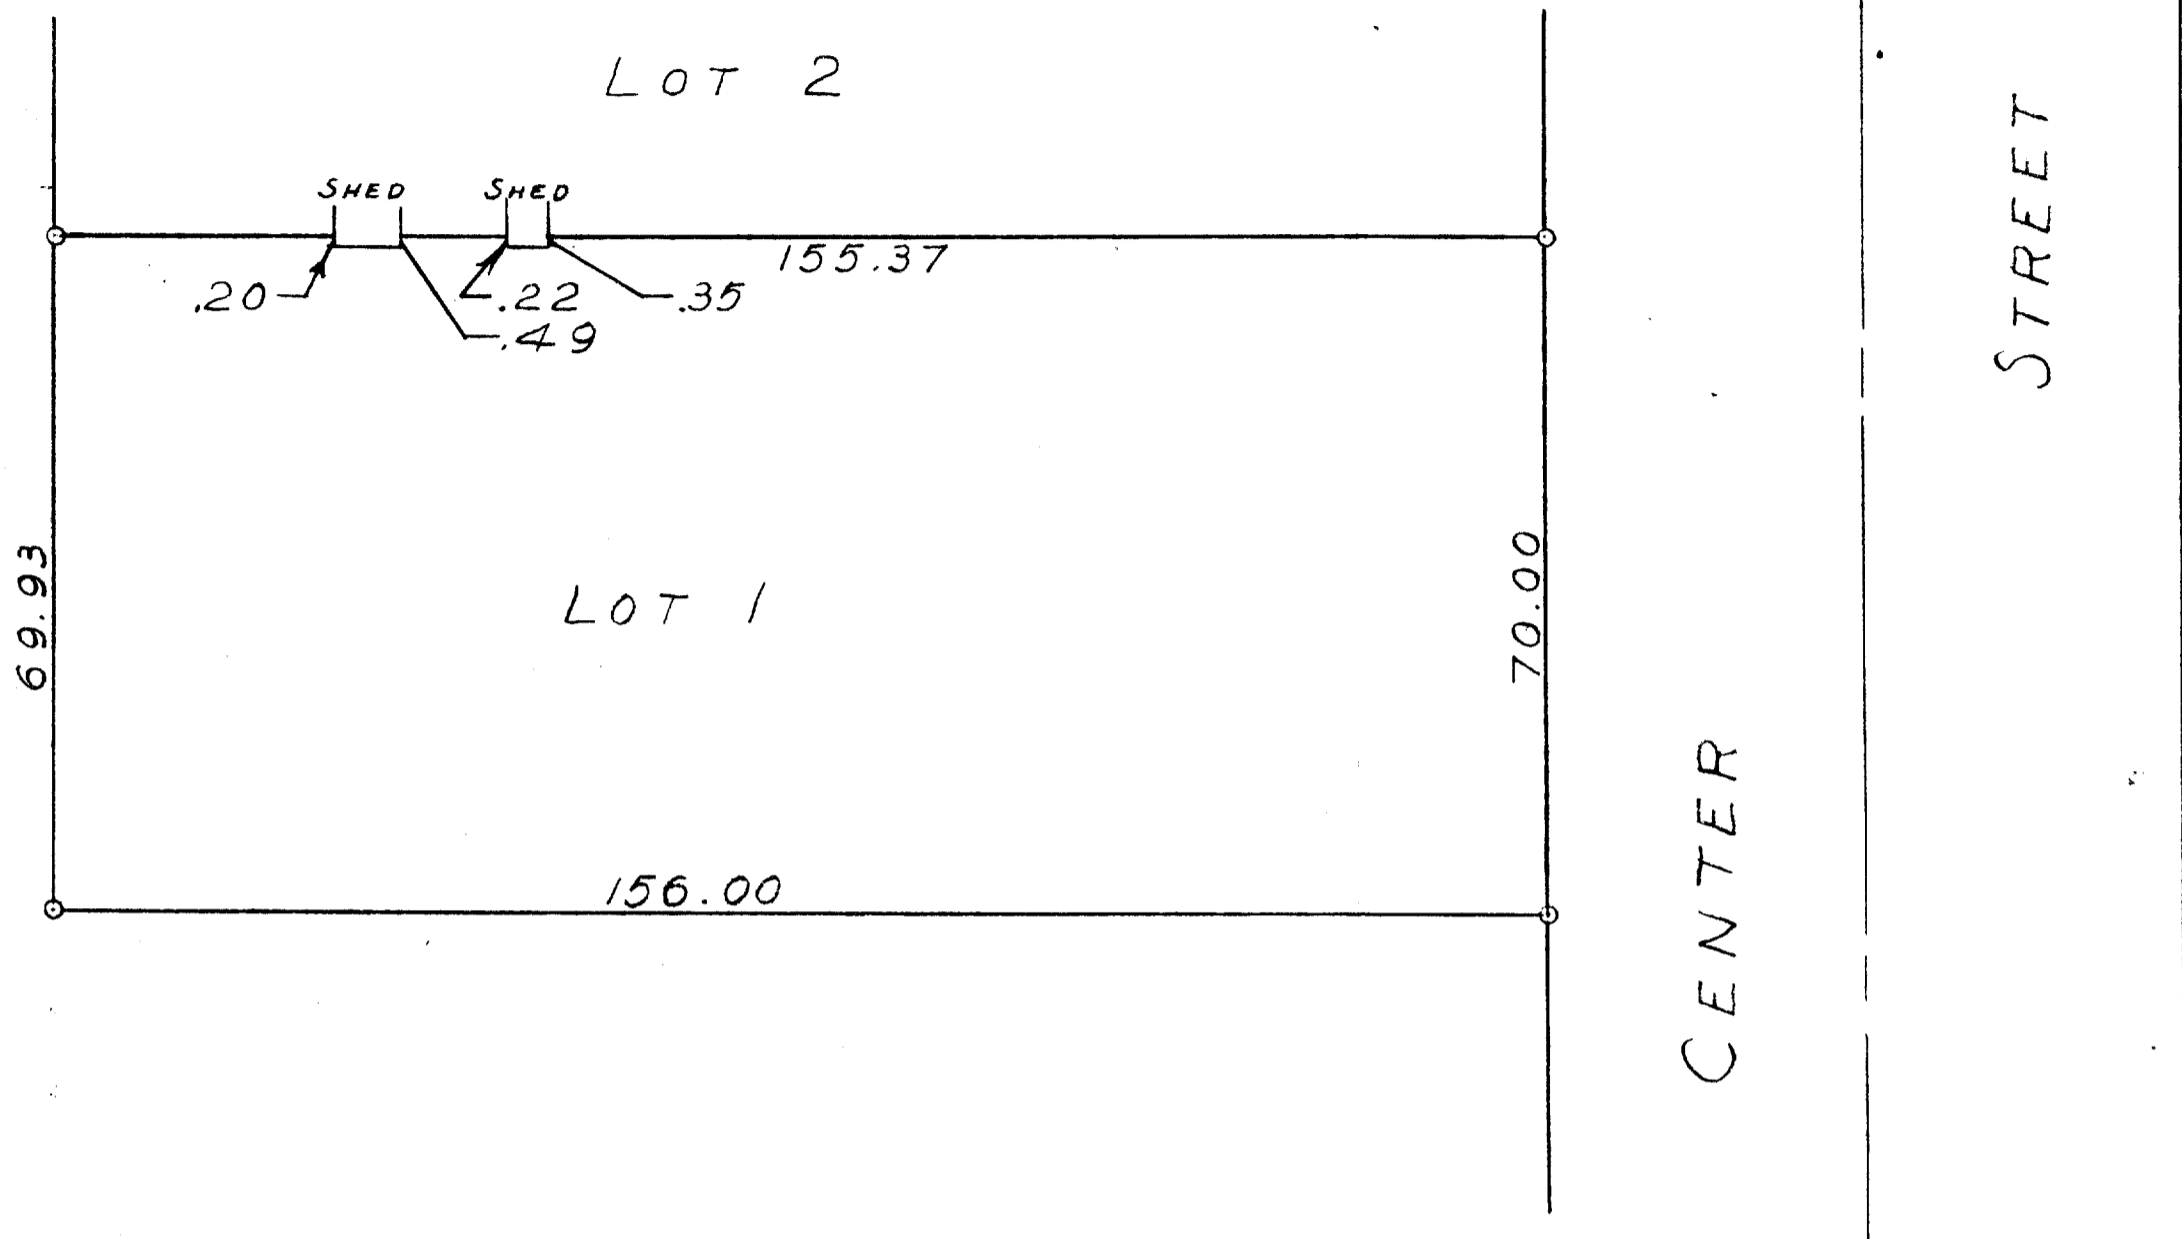 LOT 2
SHED SHED
155.37
.20 .22 .35
.49
69.93
LOT 1
70.00
156.00
CENTER STREET